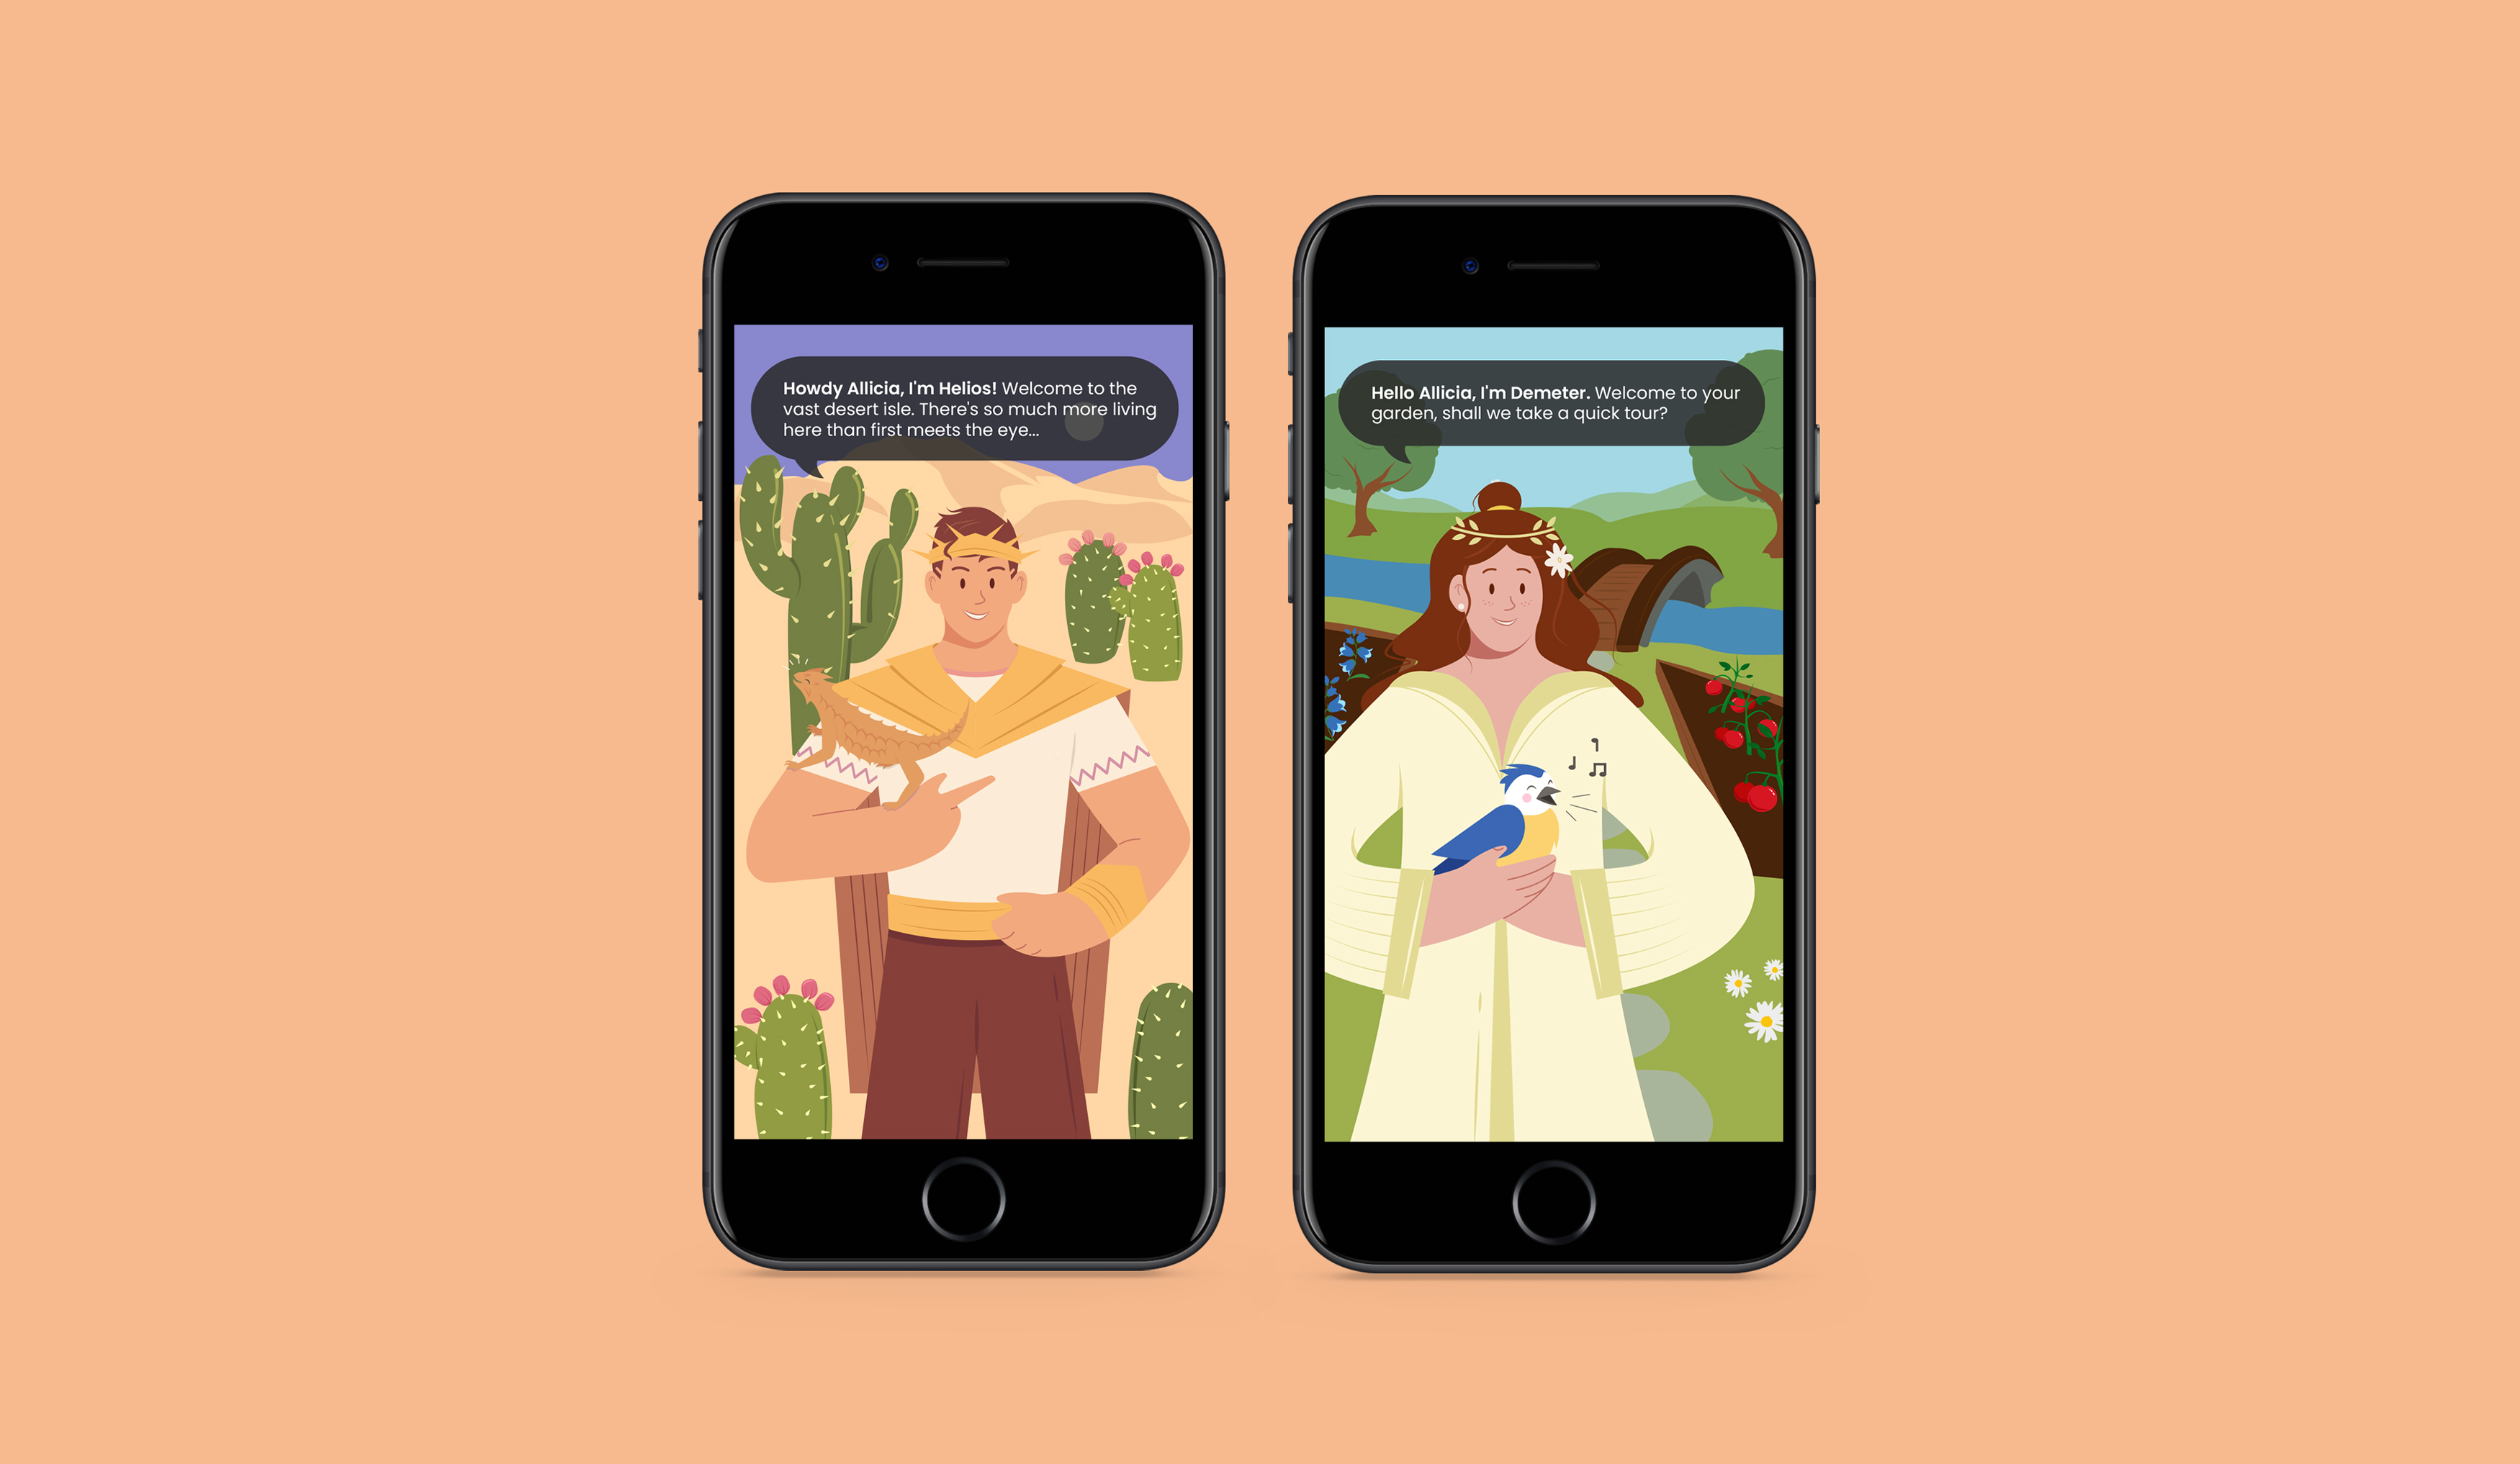 Howdy Allicia, I'm Helios! Welcome to the
vast desert isle. There's so much more living
here than first meets the eye...
Hello Allicia, I'm Demeter. Welcome to your
garden, shall we take a quick tour?